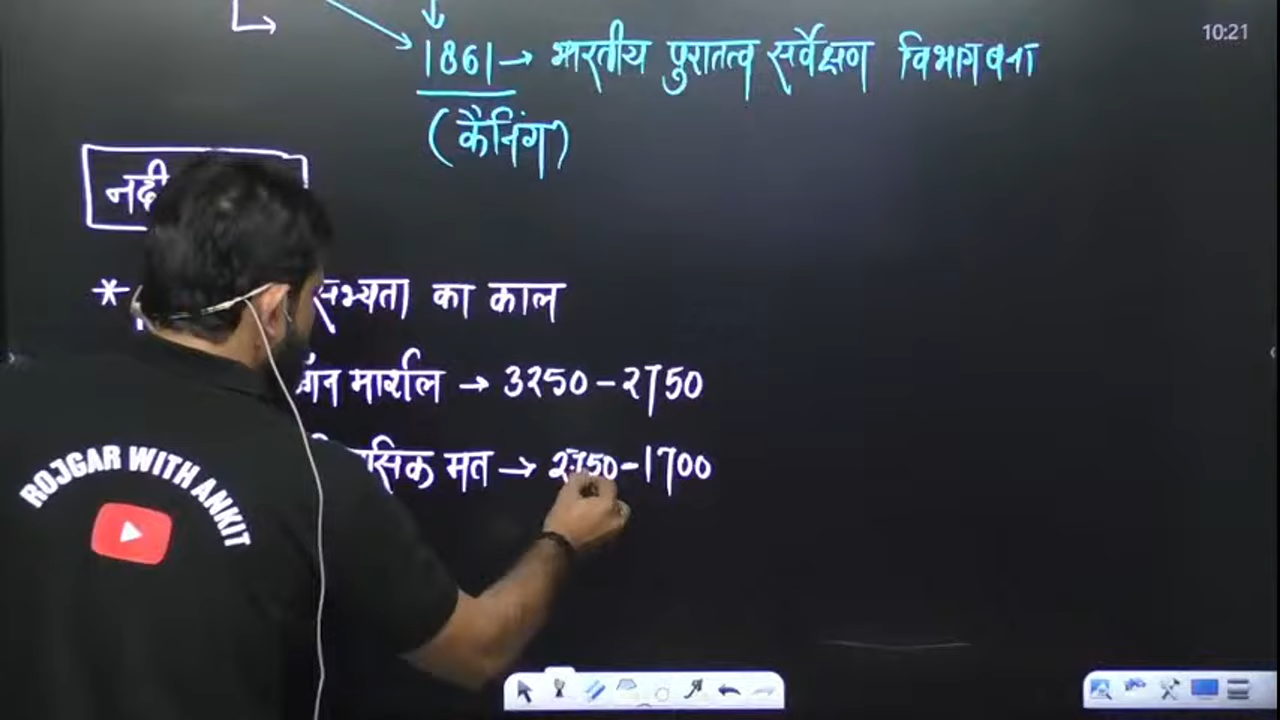 10:21
1861 → भारतीय पुरातत्व सर्वेक्षण विभाग बना
(कैनिंग)
नदी
* सभ्यता का काल
मार्शल → 3250 - 2750
मत → 2750 - 1700
ROJGAR WITH ANKIT